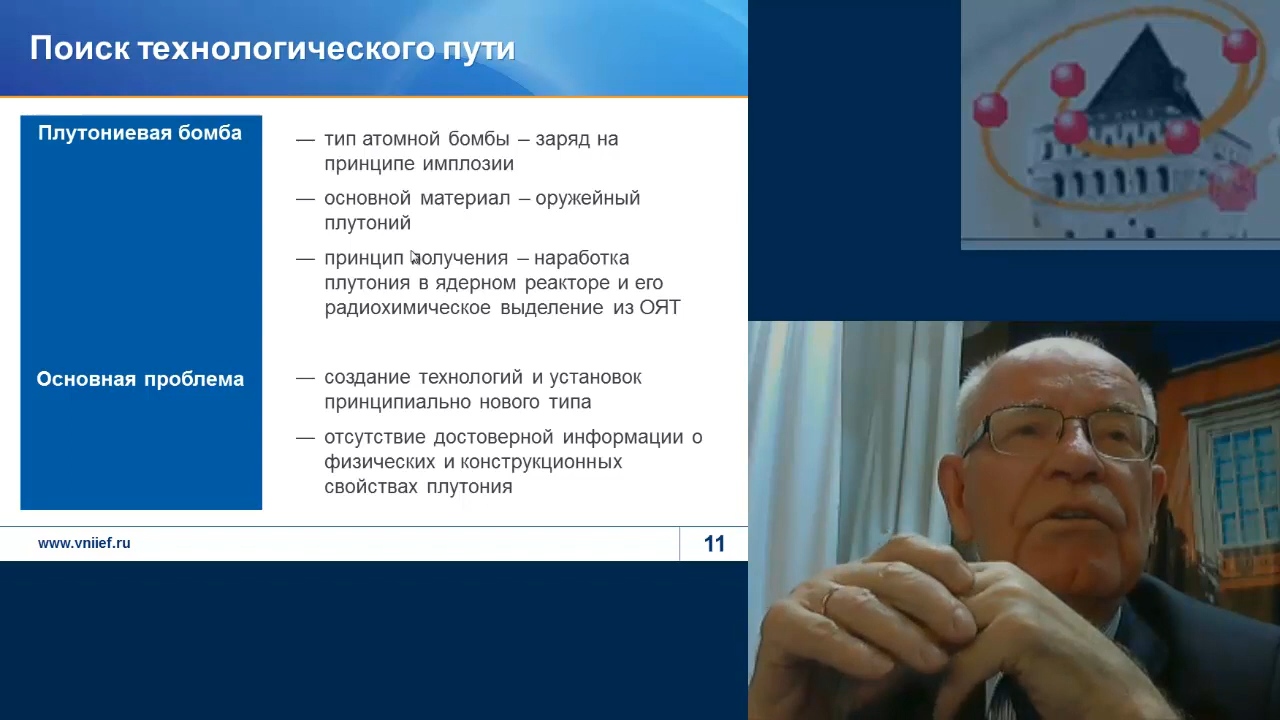 Поиск технологического пути
Плутониевая бомба
— тип атомной бомбы – заряд на
принципе имплозии
— основной материал – оружейный
плутоний
— принцип получения – наработка
плутония в ядерном реакторе и его
радиохимическое выделение из ОЯТ
Основная проблема
— создание технологий и установок
принципиально нового типа
— отсутствие достоверной информации о
физических и конструкционных
свойствах плутония
www.vniief.ru
11